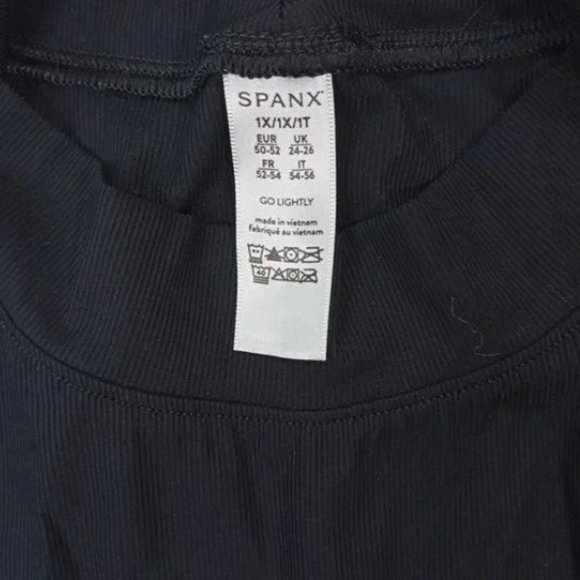 SPANX
1X/1X/1T
EUR UK
50-52 24-26
FR IT
52-54 54-56
GO LIGHTLY
made in vietnam
fabriqué au vietnam
40